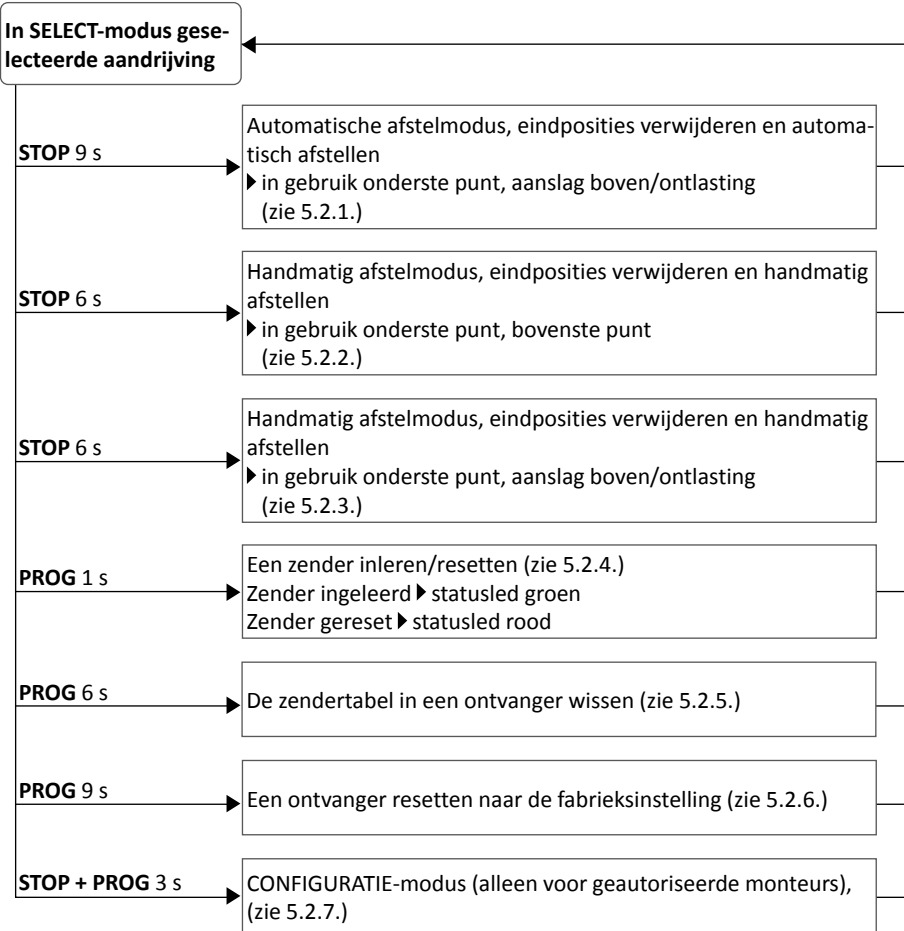 In SELECT-modus gese-
lecteerde aandrijving
STOP 9 s
Automatische afstelmodus, eindposities verwijderen en automa-
tisch afstellen
in gebruik onderste punt, aanslag boven/ontlasting
(zie 5.2.1.)
STOP 6 s
Handmatig afstelmodus, eindposities verwijderen en handmatig
afstellen
in gebruik onderste punt, bovenste punt
(zie 5.2.2.)
STOP 6 s
Handmatig afstelmodus, eindposities verwijderen en handmatig
afstellen
in gebruik onderste punt, aanslag boven/ontlasting
(zie 5.2.3.)
PROG 1 s
Een zender inleren/resetten (zie 5.2.4.)
Zender ingeleerd statusled groen
Zender gereset statusled rood
PROG 6 s
De zendertabel in een ontvanger wissen (zie 5.2.5.)
PROG 9 s
Een ontvanger resetten naar de fabrieksinstelling (zie 5.2.6.)
STOP + PROG 3 s
CONFIGURATIE-modus (alleen voor geautoriseerde monteurs),
(zie 5.2.7.)